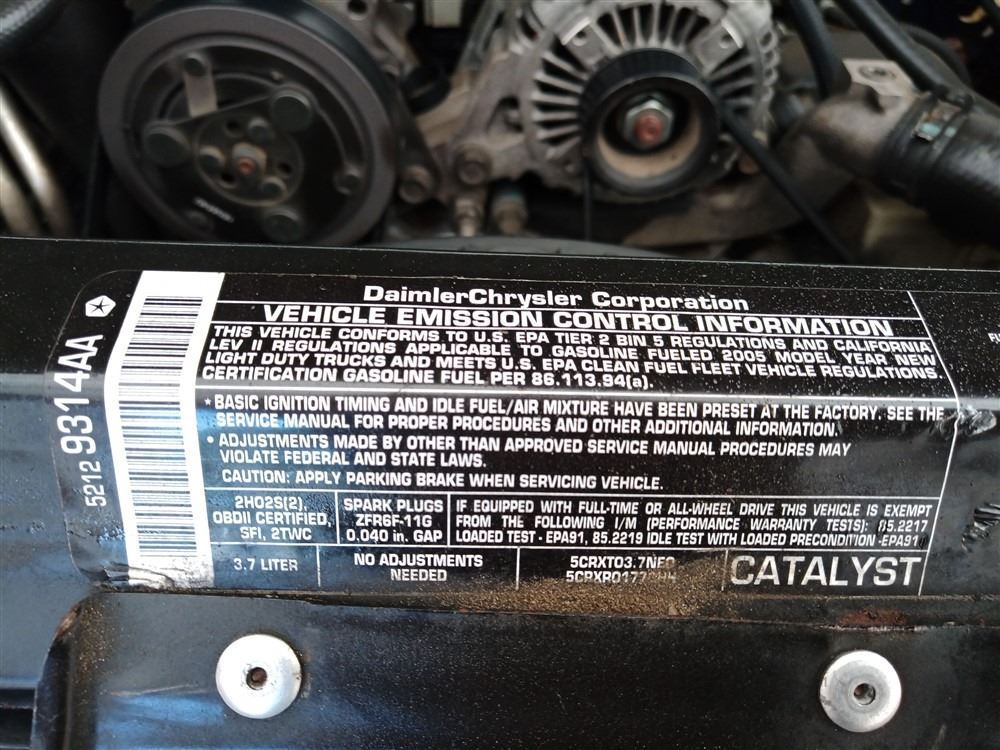 DaimlerChrysler Corporation
VEHICLE EMISSION CONTROL INFORMATION
THIS VEHICLE CONFORMS TO U.S. EPA TIER 2 BIN 5 REGULATIONS AND CALIFORNIA
LEV II REGULATIONS APPLICABLE TO GASOLINE FUELED 2005 MODEL YEAR NEW
LIGHT DUTY TRUCKS AND MEETS U.S. EPA CLEAN FUEL FLEET VEHICLE REGULATIONS
CERTIFICATION GASOLINE FUEL PER 86.113.94(a).
* BASIC IGNITION TIMING AND IDLE FUEL/AIR MIXTURE HAVE BEEN PRESET AT THE FACTORY. SEE THE
SERVICE MANUAL FOR PROPER PROCEDURES AND OTHER ADDITIONAL INFORMATION.
• ADJUSTMENTS MADE BY OTHER THAN APPROVED SERVICE MANUAL PROCEDURES MAY
VIOLATE FEDERAL AND STATE LAWS.
CAUTION: APPLY PARKING BRAKE WHEN SERVICING VEHICLE.
2HO2S(2),
OBDII CERTIFIED,
SFI, 2TWC
SPARK PLUGS
ZFR6F-11G
0.040 in. GAP
IF EQUIPPED WITH FULL-TIME OR ALL-WHEEL DRIVE THIS VEHICLE IS EXEMPT
FROM THE FOLLOWING I/M (PERFORMANCE WARRANTY TESTS): 85.2217
LOADED TEST - EPA91, 85.2219 IDLE TEST WITH LOADED PRECONDITION -EPA91
3.7 LITER
NO ADJUSTMENTS
NEEDED
5CRXT03.7NE0
CATALYST
5212 9314AA